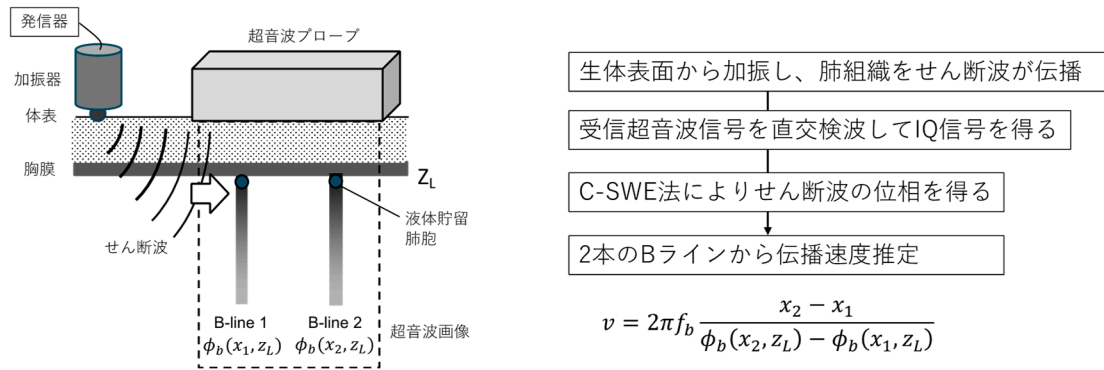 発信器
超音波プローブ
加振器
体表
胸膜
Z_L
液体貯留
肺胞
せん断波
B-line 1
B-line 2
ϕ_b(x_1, z_L)
ϕ_b(x_2, z_L)
超音波画像
生体表面から加振し、肺組織をせん断波が伝播
受信超音波信号を直交検波してIQ信号を得る
C-SWE法によりせん断波の位相を得る
2本のBラインから伝播速度推定
v = 2πf_b (x_2 − x_1) / (ϕ_b(x_2, z_L) − ϕ_b(x_1, z_L))